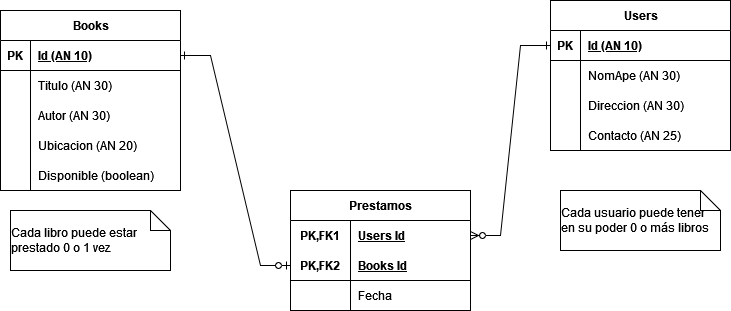 Books
PK Id (AN 10)
Titulo (AN 30)
Autor (AN 30)
Ubicacion (AN 20)
Disponible (boolean)
Cada libro puede estar
prestado 0 o 1 vez
Prestamos
PK,FK1 Users Id
PK,FK2 Books Id
Fecha
Users
PK Id (AN 10)
NomApe (AN 30)
Direccion (AN 30)
Contacto (AN 25)
Cada usuario puede tener
en su poder 0 o más libros